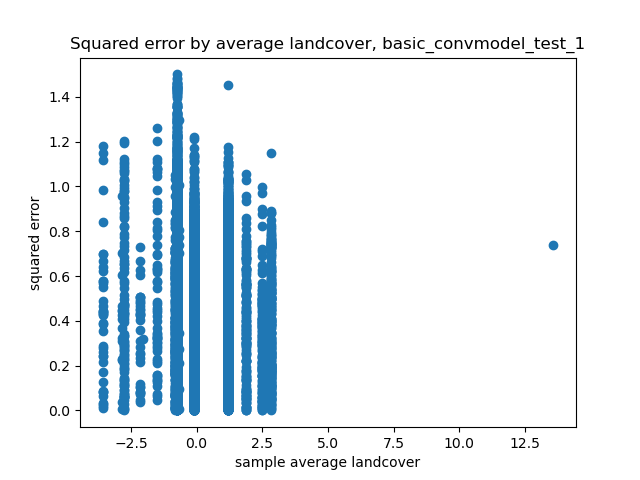 Squared error by average landcover, basic_convmodel_test_1
squared error
1.4
1.2
1.0
0.8
0.6
0.4
0.2
0.0
−2.5 0.0 2.5 5.0 7.5 10.0 12.5
sample average landcover